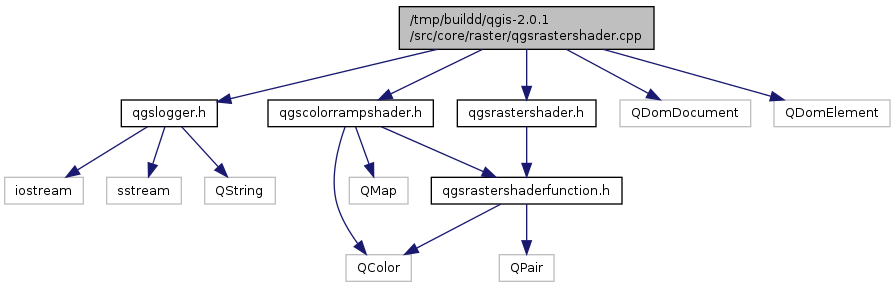 /tmp/buildd/qgis-2.0.1
/src/core/raster/qgsrastershader.cpp
qgslogger.h
qgscolorrampshader.h
qgsrastershader.h
QDomDocument
QDomElement
iostream
sstream
QString
QMap
qgsrastershaderfunction.h
QColor
QPair